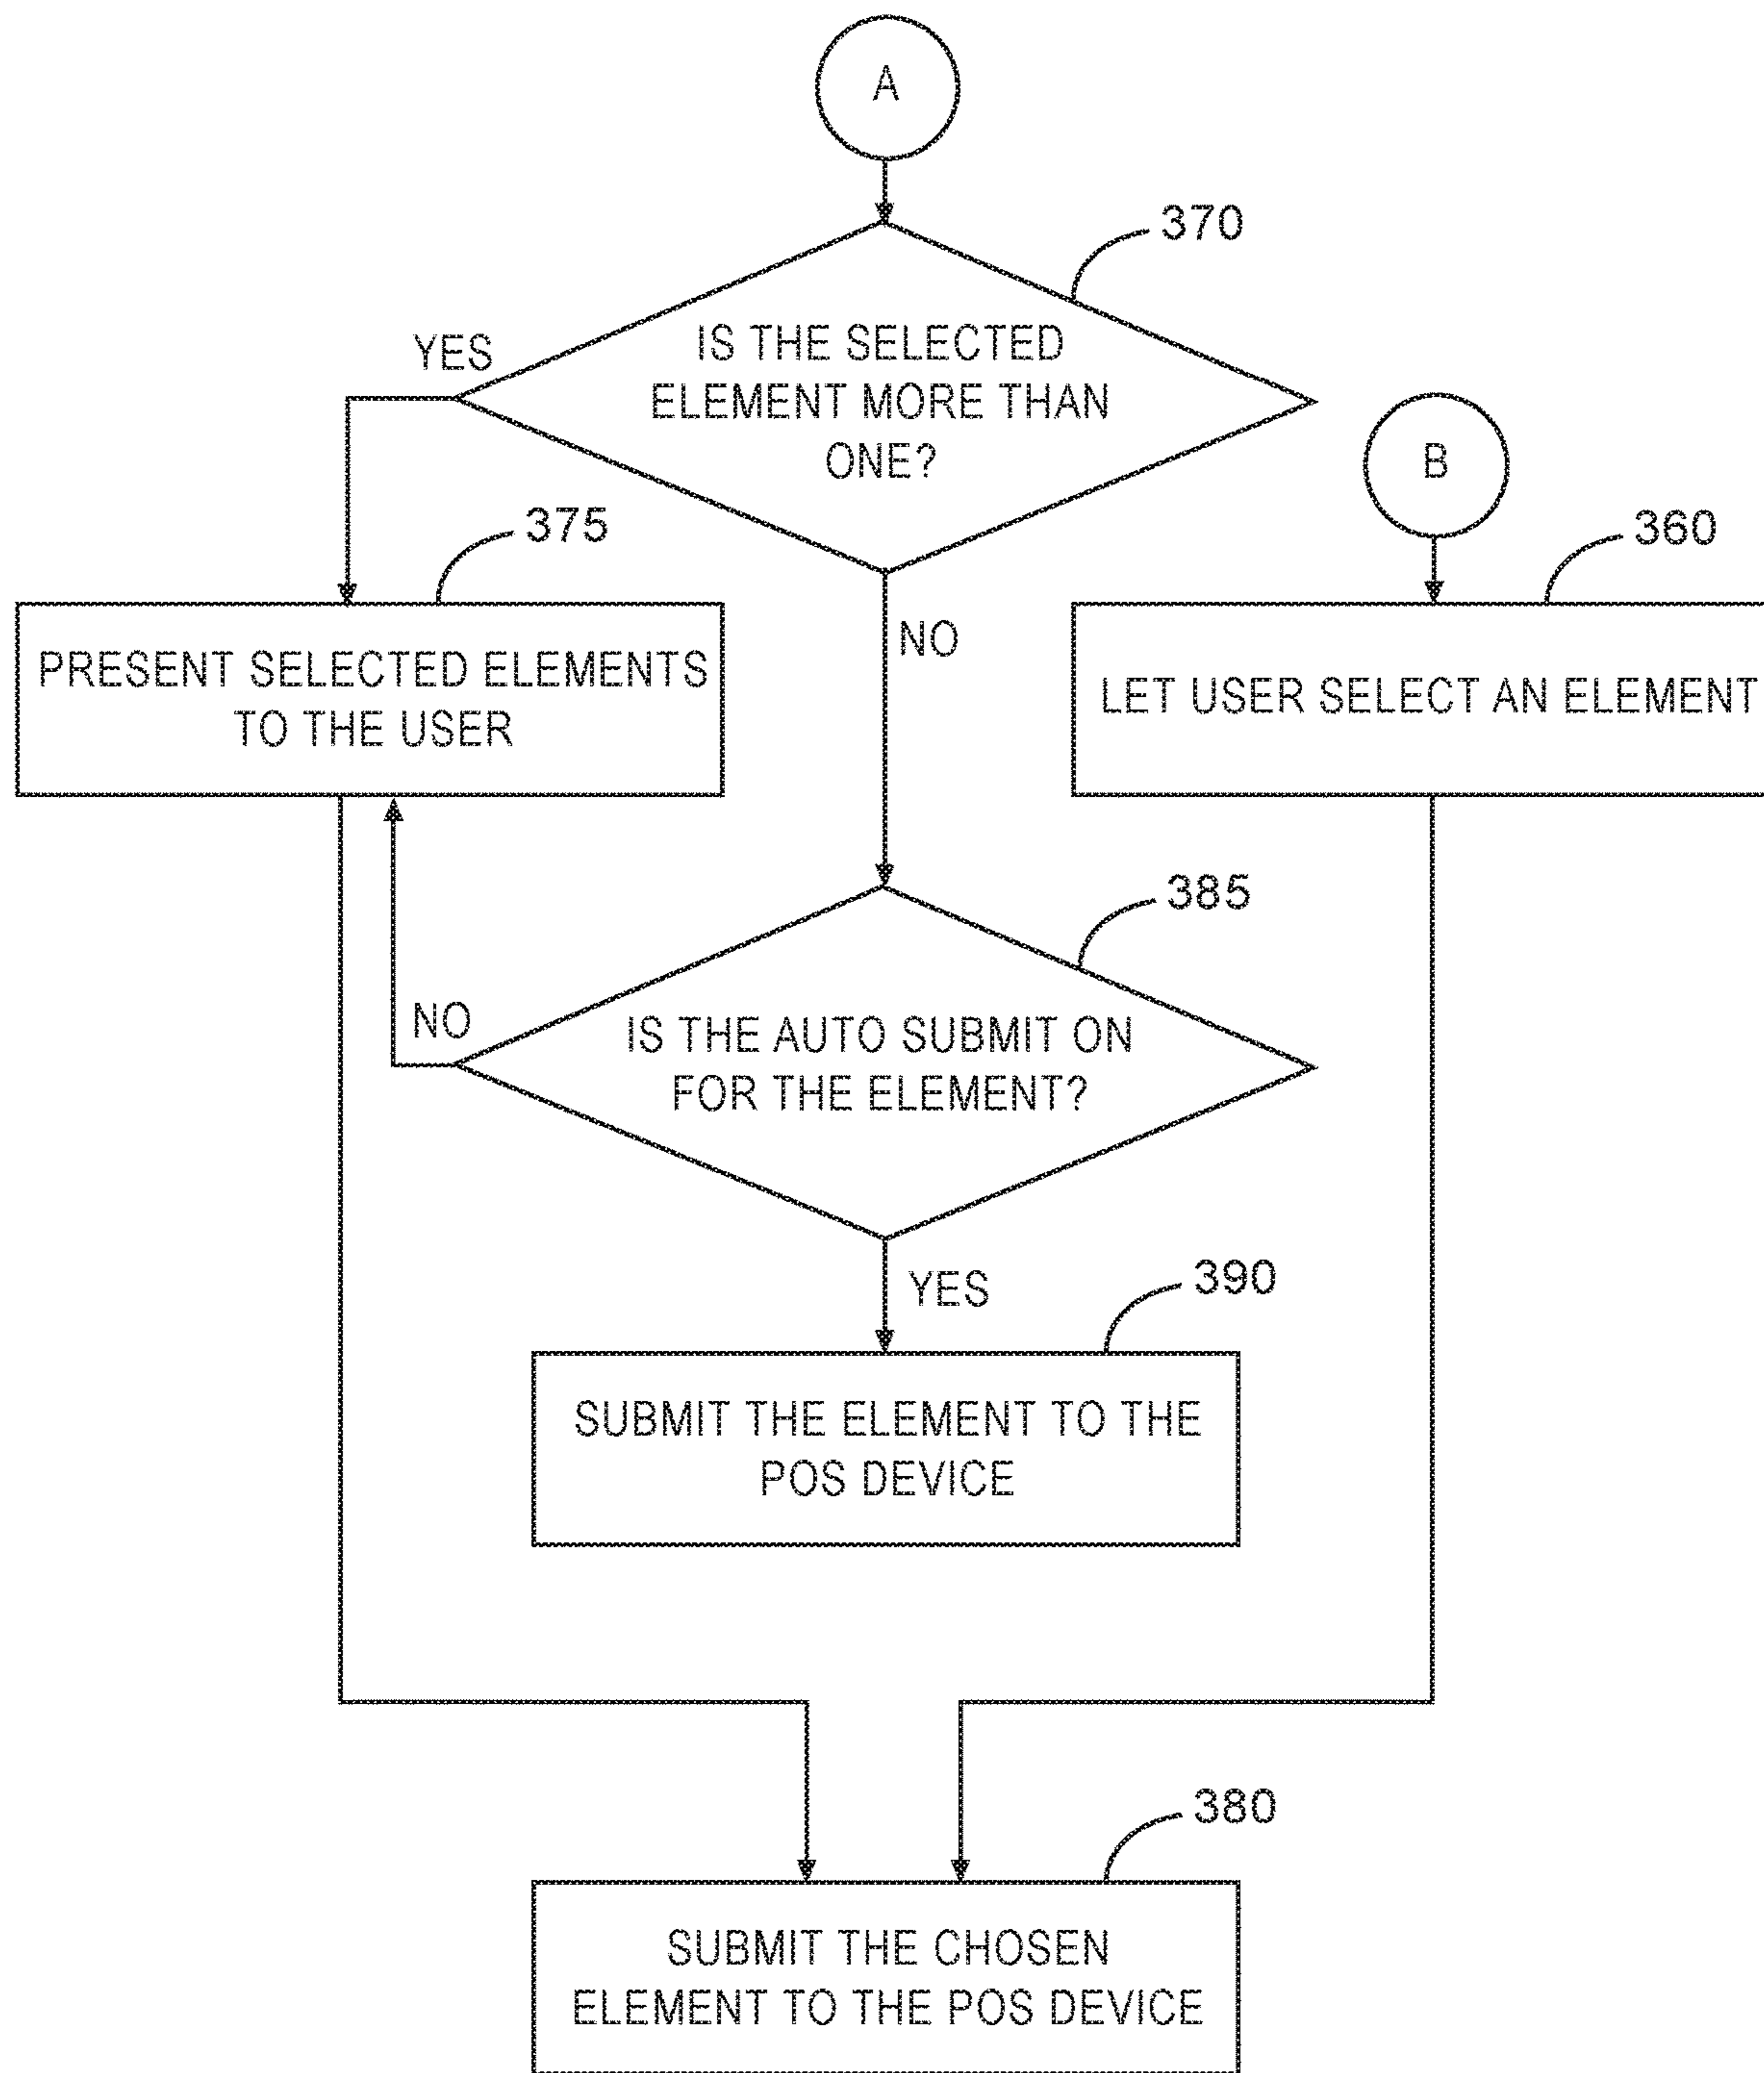 A
370
YES
IS THE SELECTED
ELEMENT MORE THAN
ONE?
B
375
360
NO
PRESENT SELECTED ELEMENTS
TO THE USER
LET USER SELECT AN ELEMENT
385
NO
IS THE AUTO SUBMIT ON
FOR THE ELEMENT?
YES
390
SUBMIT THE ELEMENT TO THE
POS DEVICE
380
SUBMIT THE CHOSEN
ELEMENT TO THE POS DEVICE